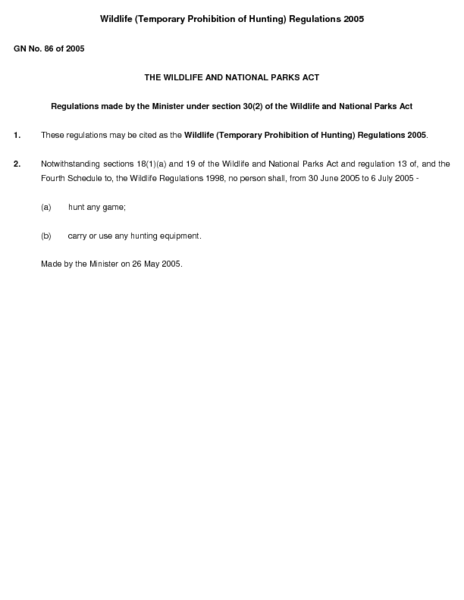 Wildlife (Temporary Prohibition of Hunting) Regulations 2005
GN No. 86 of 2005
THE WILDLIFE AND NATIONAL PARKS ACT
Regulations made by the Minister under section 30(2) of the Wildlife and National Parks Act
1. These regulations may be cited as the Wildlife (Temporary Prohibition of Hunting) Regulations 2005.
2. Notwithstanding sections 18(1)(a) and 19 of the Wildlife and National Parks Act and regulation 13 of, and the
Fourth Schedule to, the Wildlife Regulations 1998, no person shall, from 30 June 2005 to 6 July 2005 -
(a) hunt any game;
(b) carry or use any hunting equipment.
Made by the Minister on 26 May 2005.